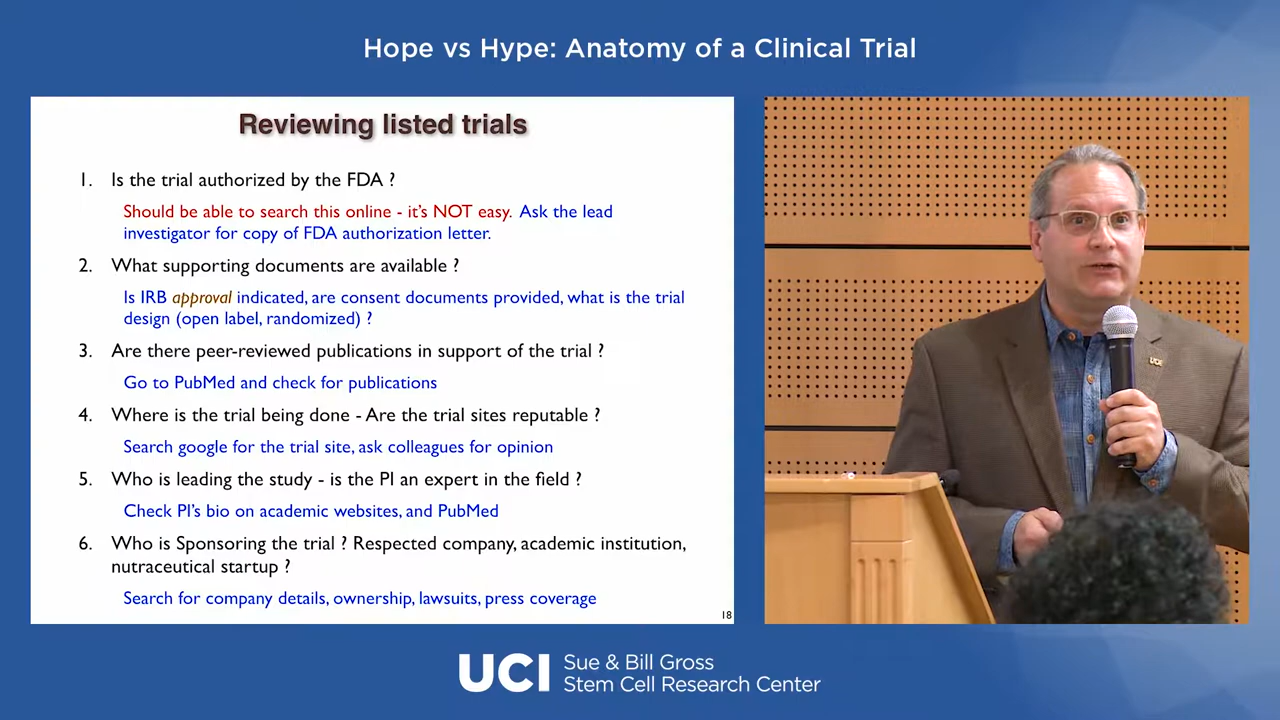 Hope vs Hype: Anatomy of a Clinical Trial
Reviewing listed trials
1. Is the trial authorized by the FDA ?
Should be able to search this online - it's NOT easy. Ask the lead
investigator for copy of FDA authorization letter.
2. What supporting documents are available ?
Is IRB approval indicated, are consent documents provided, what is the trial
design (open label, randomized) ?
3. Are there peer-reviewed publications in support of the trial ?
Go to PubMed and check for publications
4. Where is the trial being done - Are the trial sites reputable ?
Search google for the trial site, ask colleagues for opinion
5. Who is leading the study - is the PI an expert in the field ?
Check PI's bio on academic websites, and PubMed
6. Who is Sponsoring the trial ? Respected company, academic institution,
nutraceutical startup ?
Search for company details, ownership, lawsuits, press coverage
18
UCI
UCI Sue & Bill Gross
Stem Cell Research Center